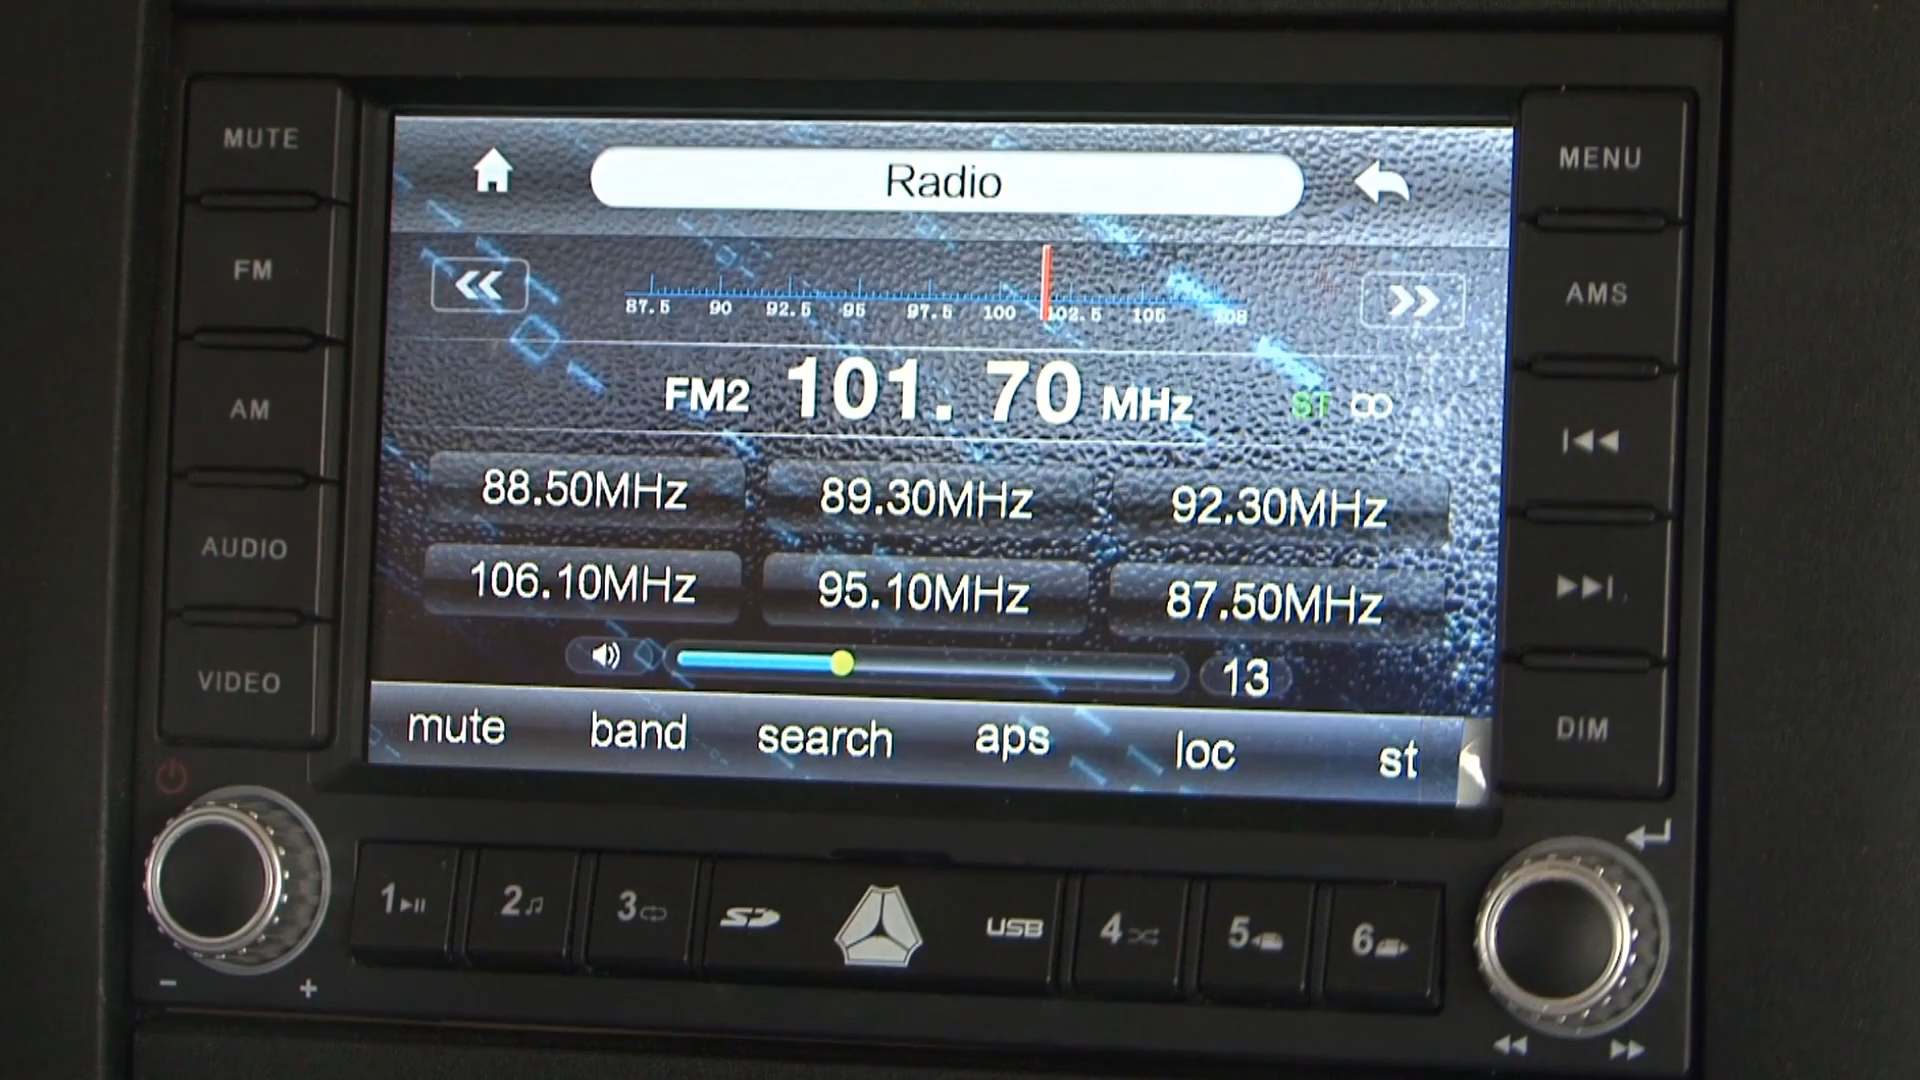 MUTE
FM
AM
AUDIO
VIDEO
Radio
87.5 90 92.5 95 97.5 100 102.5 105 108
FM2 101.70 MHz ST
88.50MHz 89.30MHz 92.30MHz
106.10MHz 95.10MHz 87.50MHz
13
mute band search aps loc st
MENU
AMS
DIM
1 2 3 SD USB 4 5 6
- +